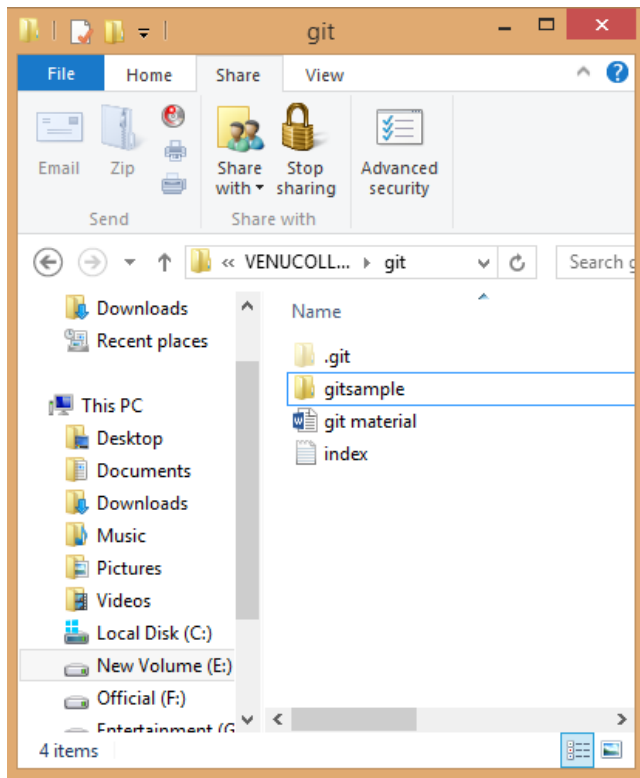 git
File Home Share View
Email Zip Share with Stop sharing Advanced security
Send Share with
« VENUCOLL... git Search
Downloads
Recent places
This PC
Desktop
Documents
Downloads
Music
Pictures
Videos
Local Disk (C:)
New Volume (E:)
Official (F:)
Entertainment (G
Name
.git
gitsample
git material
index
4 items